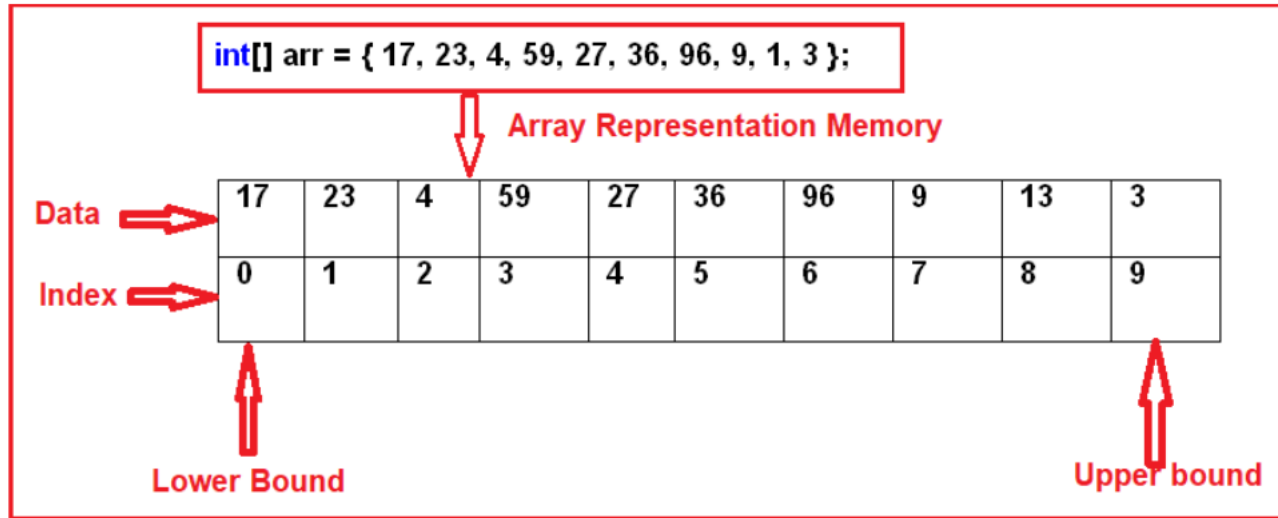 int[] arr = { 17, 23, 4, 59, 27, 36, 96, 9, 1, 3 };
Array Representation Memory
Data 17 23 4 59 27 36 96 9 13 3
Index 0 1 2 3 4 5 6 7 8 9
Lower Bound Upper bound